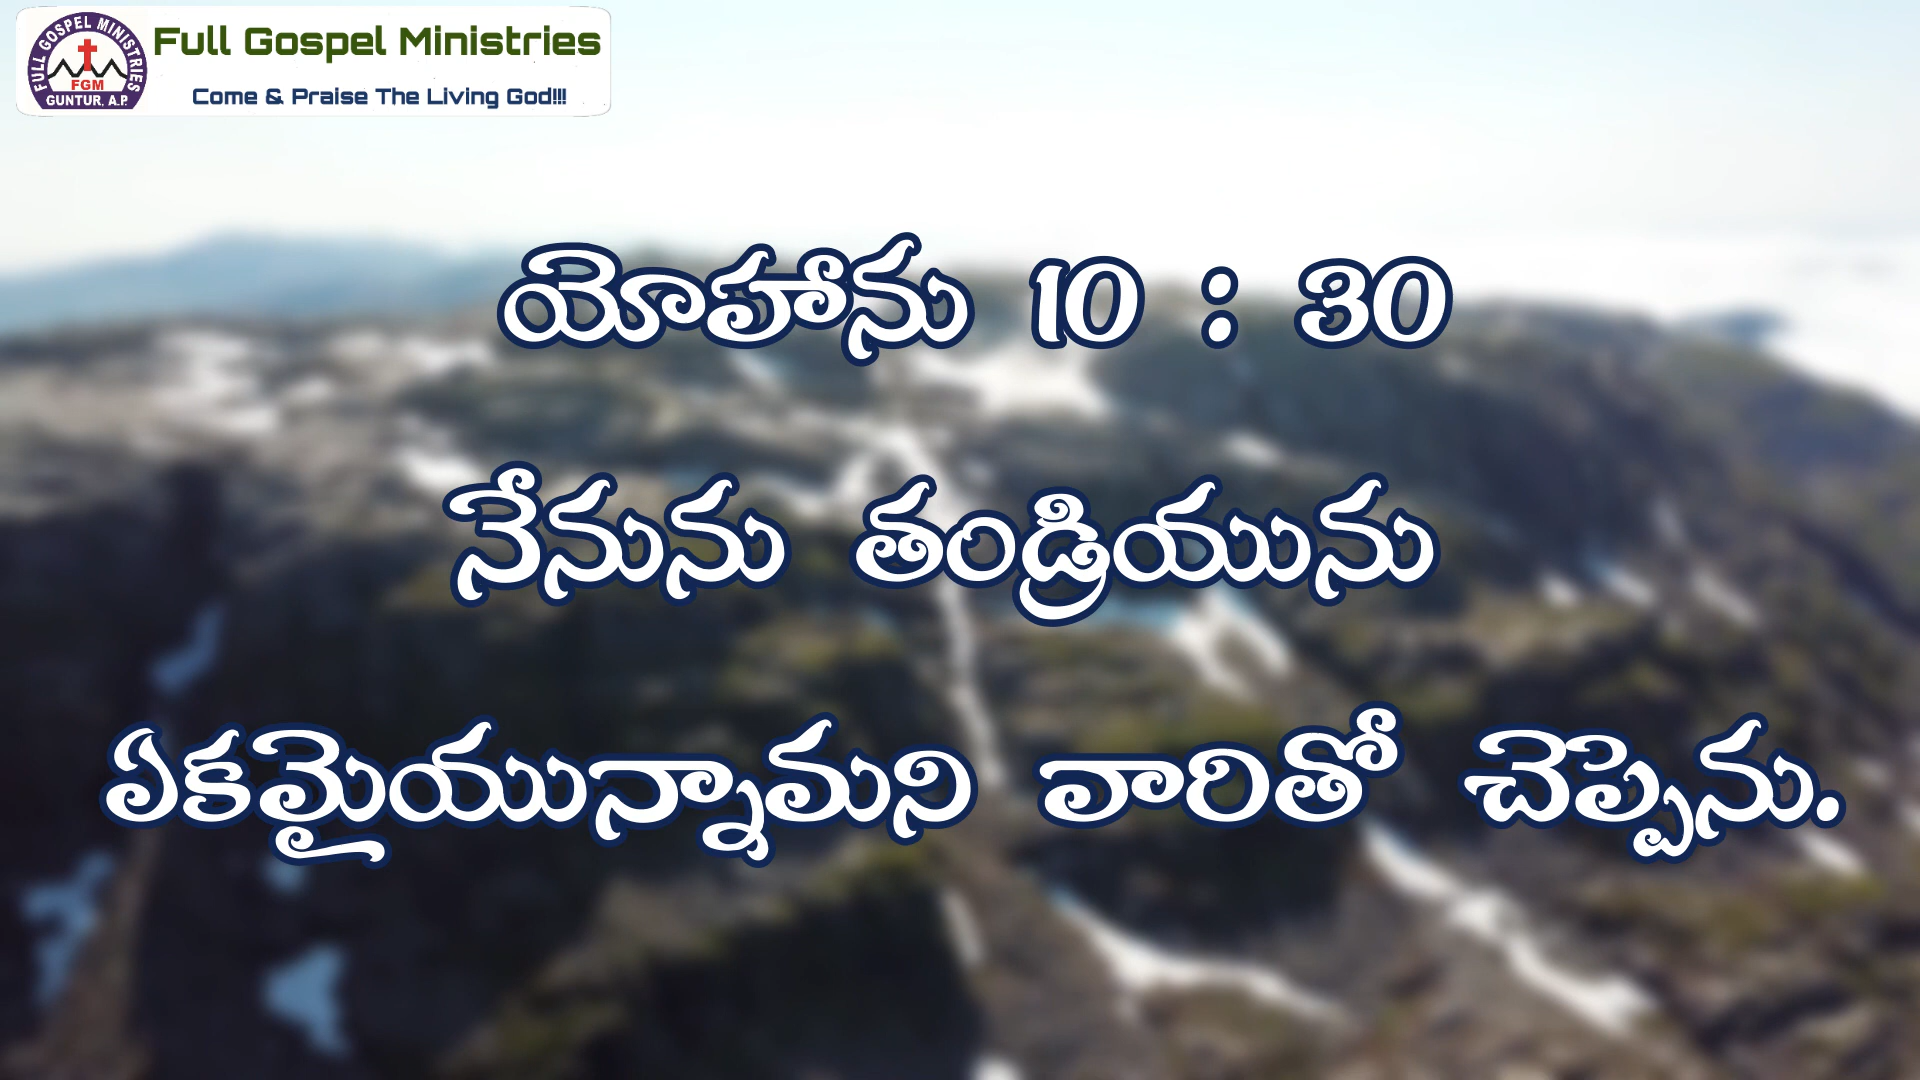 FULL GOSPEL MINISTRIES
FGM
GUNTUR, A.P.
Full Gospel Ministries
Come & Praise The Living God!!!
యోహాను 10 : 30
నేనును తండ్రియును
ఏకమైయున్నామని వారితో చెప్పెను.